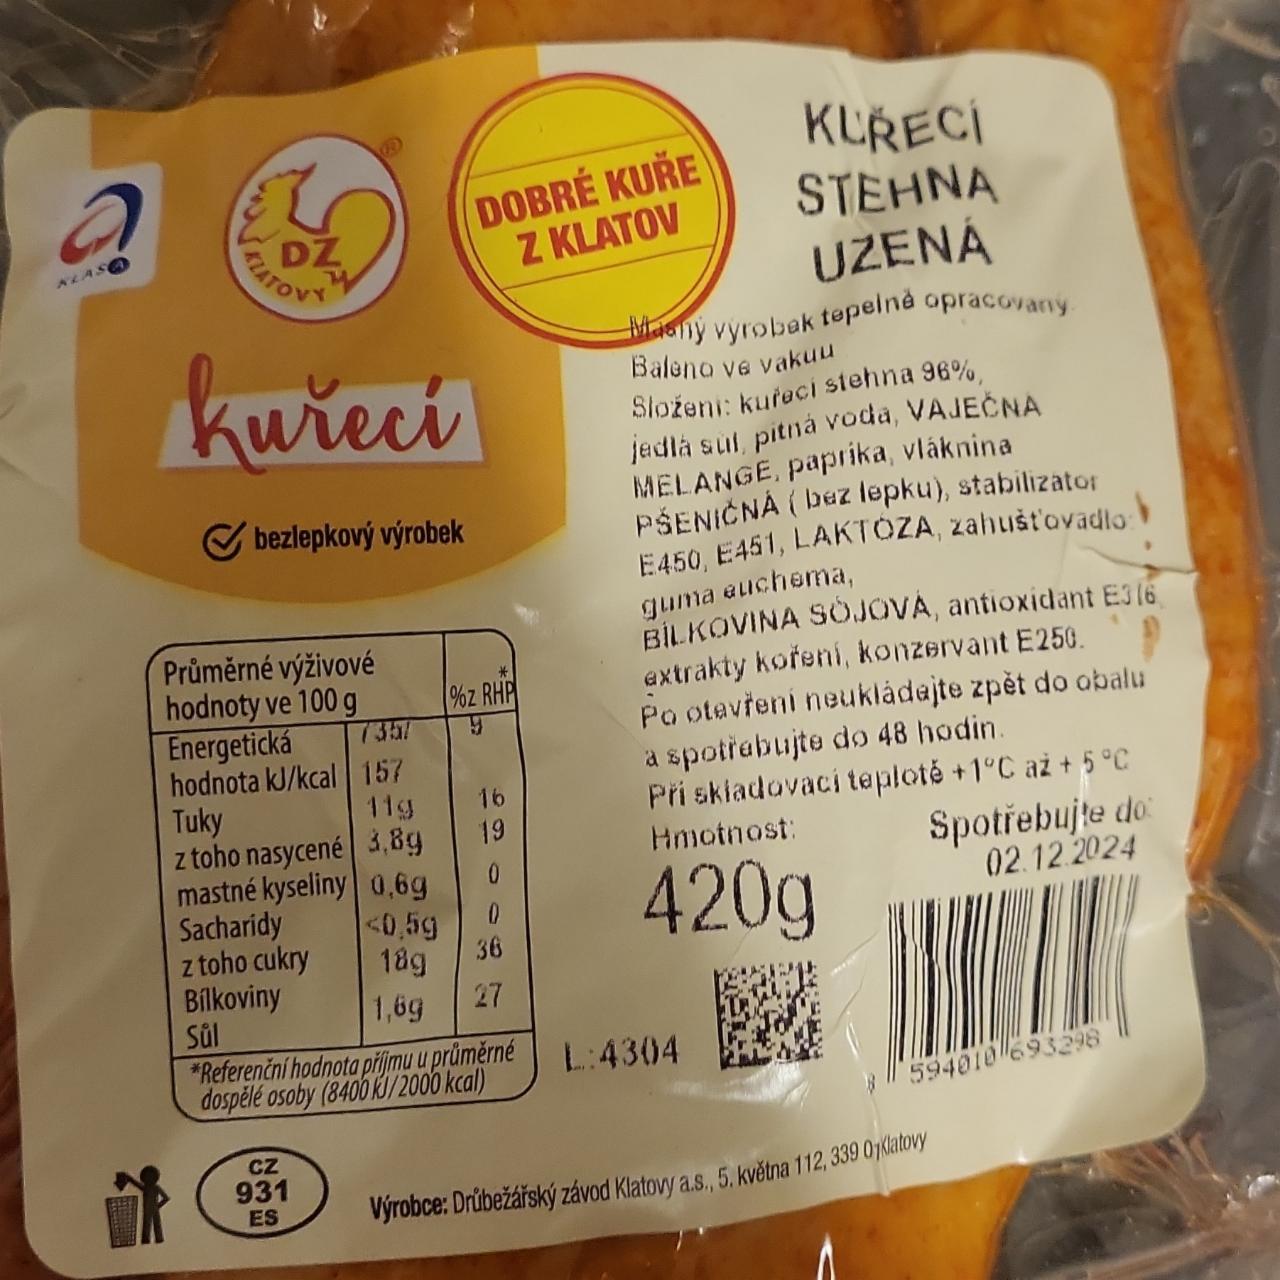 KLASA
DZ
KLATOVY
®
DOBRÉ KUŘE
Z KLATOV
kuřecí
bezlepkový výrobek
KUŘECÍ
STEHNA
UZENÁ
Masný výrobek tepelně opracovaný.
Baleno ve vakuu
Složení: kuřecí stehna 96%,
jedlá sůl, pitná voda, VAJEČNÁ
MELANGE, paprika, vláknina
PŠENIČNÁ ( bez lepku), stabilizátor
E450, E451, LAKTÓZA, zahušťovadlo:
guma euchema,
BÍLKOVINA SÓJOVÁ, antioxidant E316
extrakty koření, konzervant E250.
Po otevření neukládejte zpět do obalu
a spotřebujte do 48 hodin.
Při skladovací teplotě +1°C až + 5 °C
Průměrné výživové
hodnoty ve 100 g
*
%z RHP
Energetická 735/ 9
hodnota kJ/kcal 157
Tuky 11g 16
z toho nasycené 3,8g 19
mastné kyseliny 0,6g 0
Sacharidy <0,5g 0
z toho cukry 18g 36
Bílkoviny 1,6g 27
Sůl
*Referenční hodnota příjmu u průměrné
dospělé osoby (8400 kJ/2000 kcal)
Hmotnost:
420g
Spotřebujte do:
02.12.2024
L:4304
8 594010 693298
CZ
931
ES
Výrobce: Drůbežářský závod Klatovy a.s., 5. května 112, 339 01 Klatovy